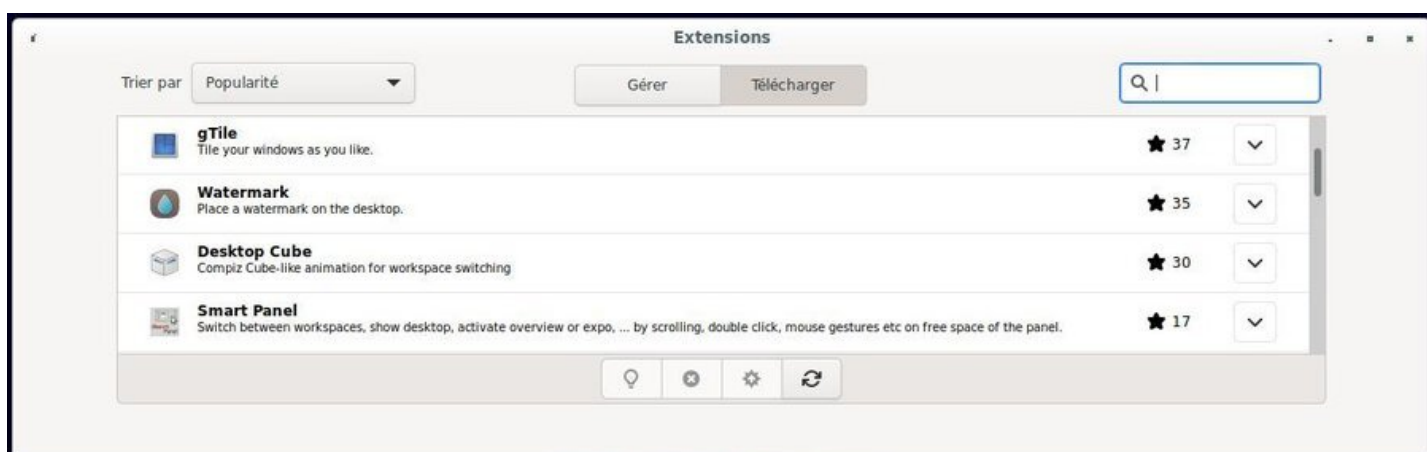 Extensions
Trier par Popularité Gérer Télécharger
gTile
Tile your windows as you like.
37
Watermark
Place a watermark on the desktop.
35
Desktop Cube
Compiz Cube-like animation for workspace switching
30
Smart Panel
Switch between workspaces, show desktop, activate overview or expo, ... by scrolling, double click, mouse gestures etc on free space of the panel.
17